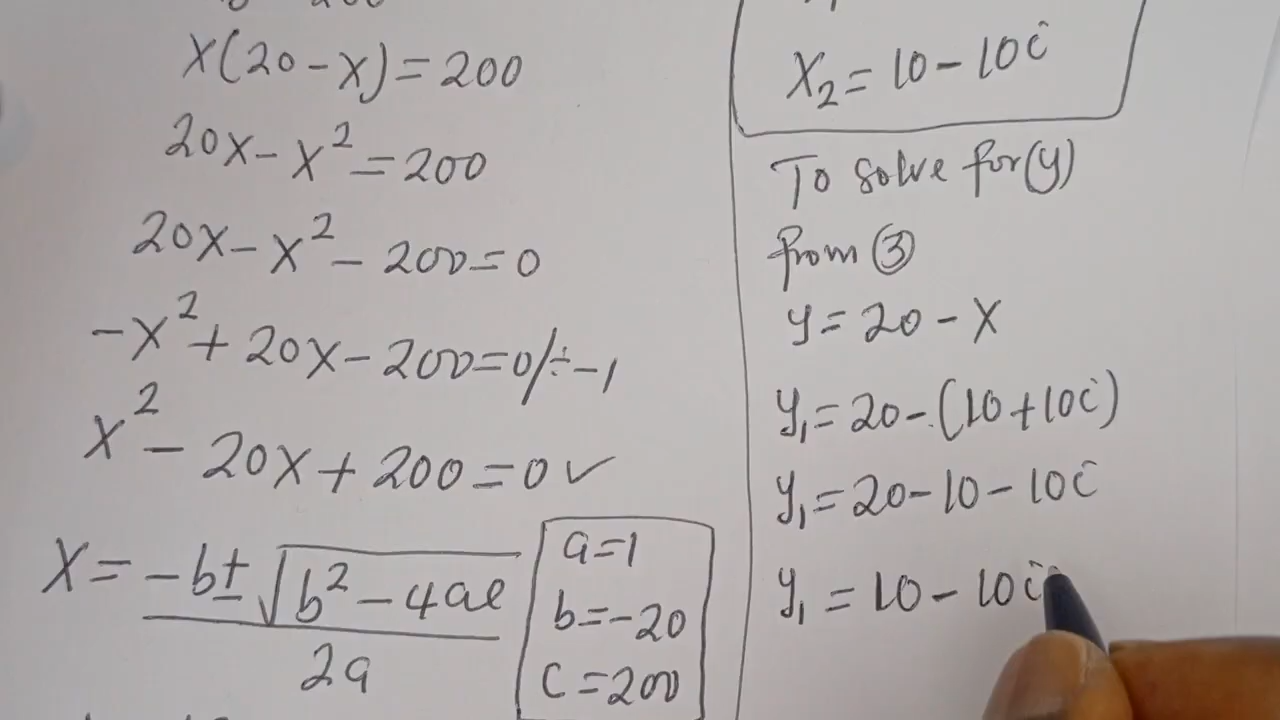 x(20-x)=200
20x-x²=200
20x-x²-200=0
-x²+20x-200=0/÷-1
x²-20x+200=0✓
x=-b±√b²-4ac
2a
a=1
b=-20
c=200
x₂=10-10i
To solve for(y)
from ③
y=20-x
y₁=20-(10+10i)
y₁=20-10-10i
y₁=10-10i